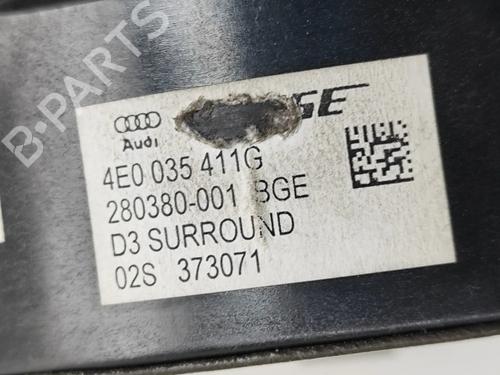 B-PARTS
Audi
4E0 035 411G
280380-001 BGE
D3 SURROUND
02S 373071